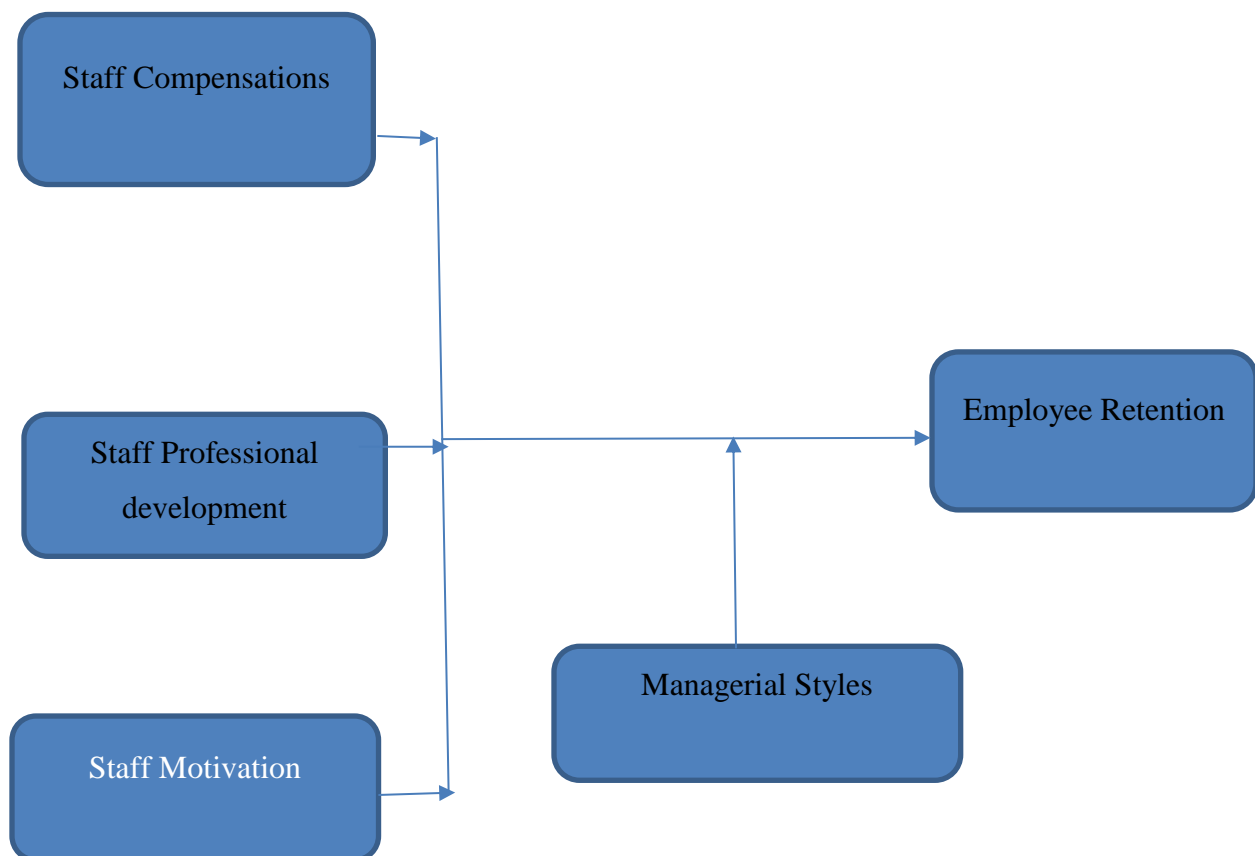 Staff Compensations
Employee Retention
Staff Professional
development
Managerial Styles
Staff Motivation